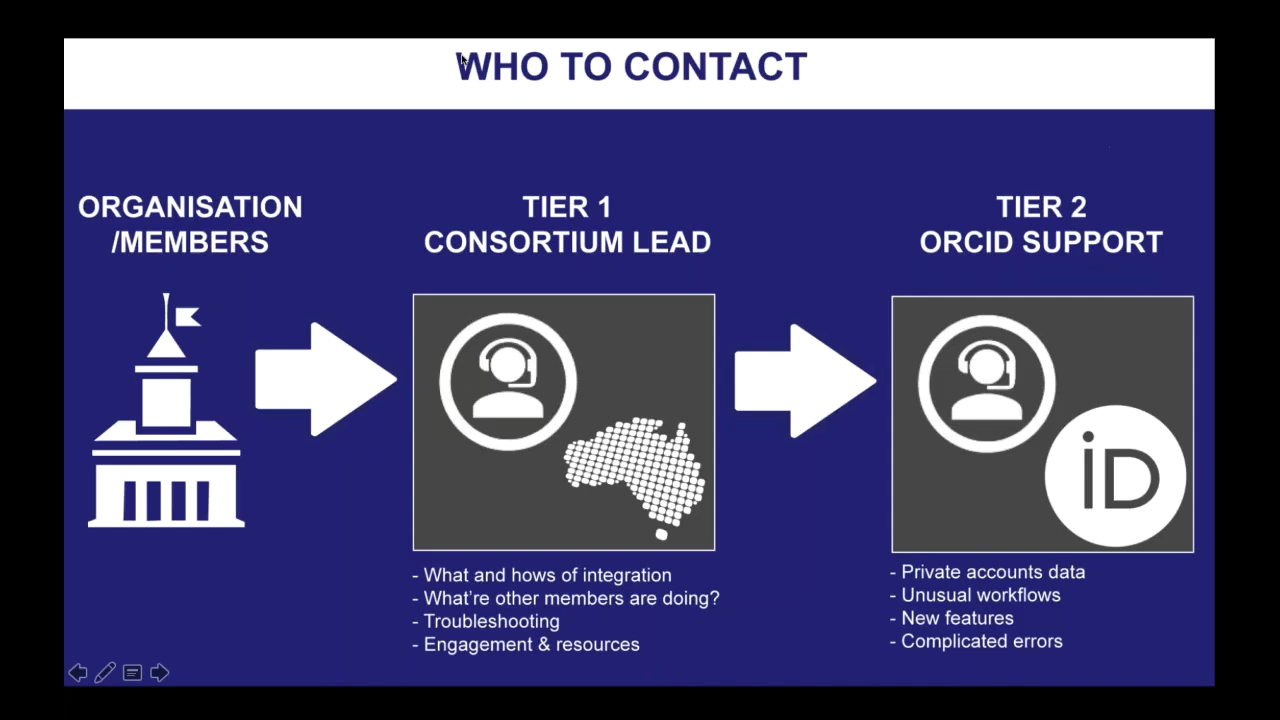 WHO TO CONTACT
ORGANISATION
/MEMBERS
TIER 1
CONSORTIUM LEAD
- What and hows of integration
- What're other members are doing?
- Troubleshooting
- Engagement & resources
TIER 2
ORCID SUPPORT
iD
- Private accounts data
- Unusual workflows
- New features
- Complicated errors